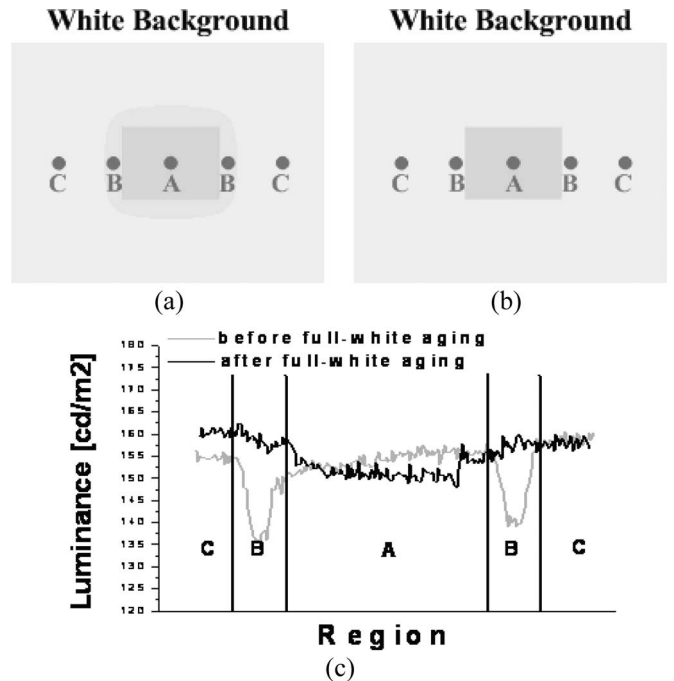 White Background
White Background
C B A B C
C B A B C
(a)
(b)
before full-white aging
after full-white aging
Luminance [cd/m2]
180
175
170
165
160
155
150
145
140
135
130
125
120
C B A B C
Region
(c)